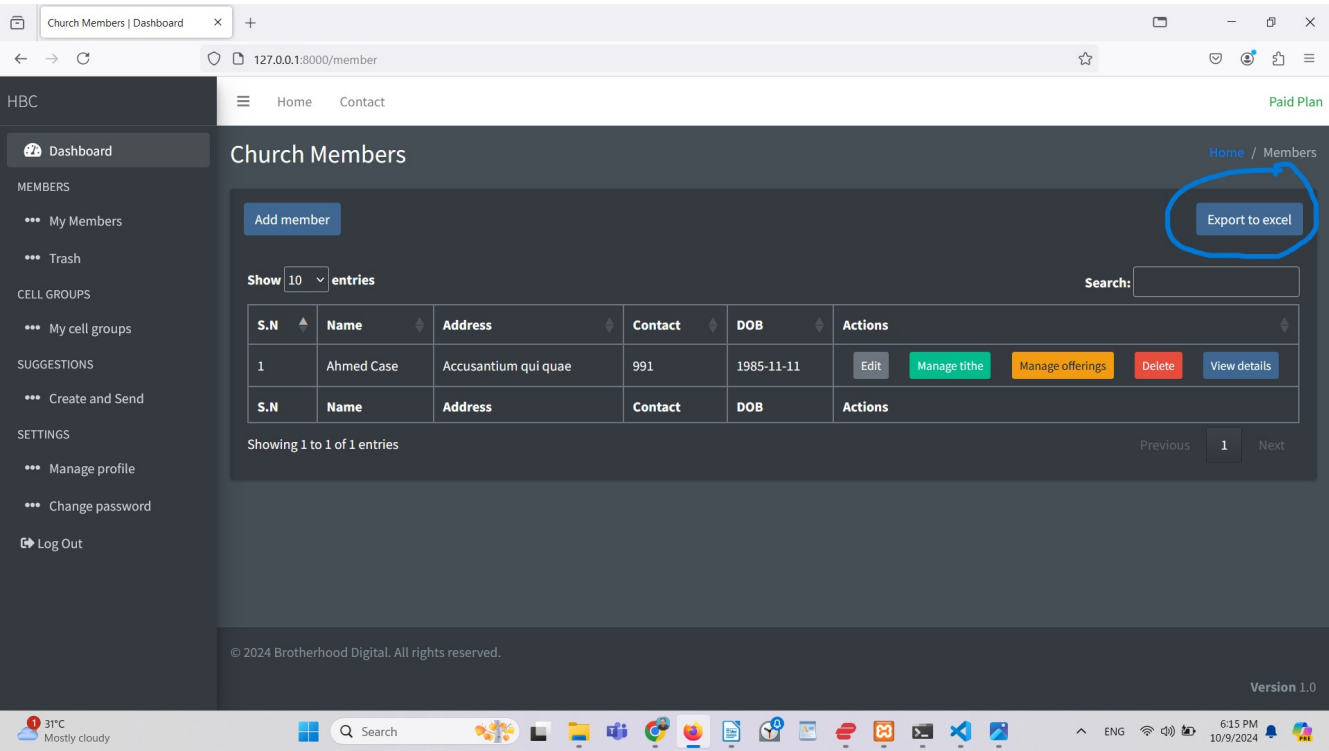 Church Members | Dashboard
127.0.0.1:8000/member
HBC
Home Contact
Paid Plan
Dashboard
MEMBERS
My Members
Trash
CELL GROUPS
My cell groups
SUGGESTIONS
Create and Send
SETTINGS
Manage profile
Change password
Log Out
Church Members
Home / Members
Add member
Export to excel
Show 10 entries
Search:
S.N Name Address Contact DOB Actions
1 Ahmed Case Accusantium qui quae 991 1985-11-11 Edit Manage tithe Manage offerings Delete View details
S.N Name Address Contact DOB Actions
Showing 1 to 1 of 1 entries
Previous 1 Next
© 2024 Brotherhood Digital. All rights reserved.
Version 1.0
1
31°C
Mostly cloudy
Search
ENG
6:15 PM
10/9/2024
PRE